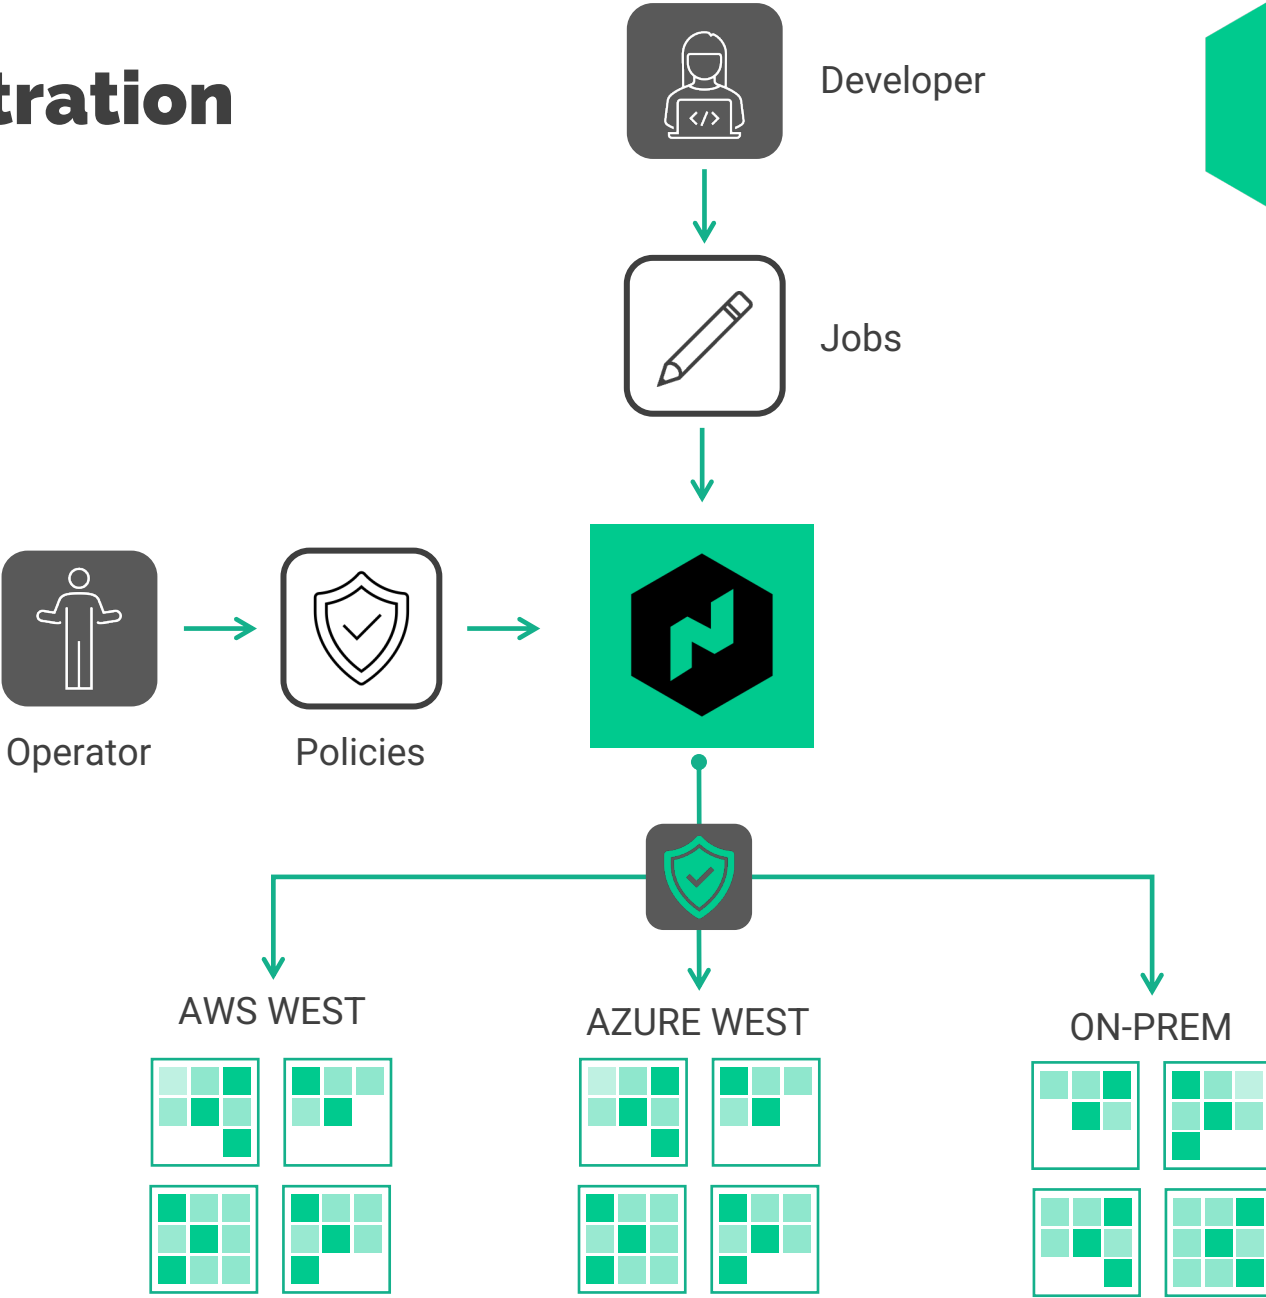 tration
Developer
</>
Jobs
Operator
Policies
AWS WEST
AZURE WEST
ON-PREM